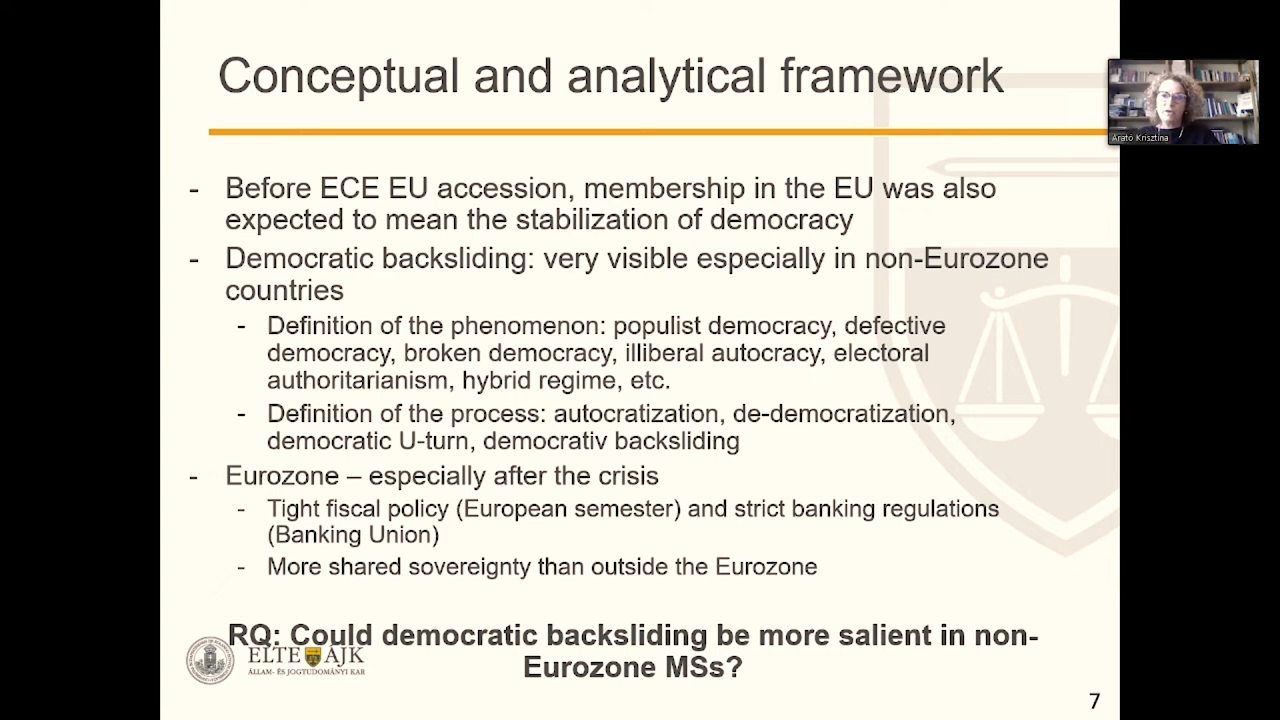 Conceptual and analytical framework
Arató Krisztina
- Before ECE EU accession, membership in the EU was also
expected to mean the stabilization of democracy
- Democratic backsliding: very visible especially in non-Eurozone
countries
- Definition of the phenomenon: populist democracy, defective
democracy, broken democracy, illiberal autocracy, electoral
authoritarianism, hybrid regime, etc.
- Definition of the process: autocratization, de-democratization,
democratic U-turn, democrativ backsliding
- Eurozone – especially after the crisis
- Tight fiscal policy (European semester) and strict banking regulations
(Banking Union)
- More shared sovereignty than outside the Eurozone
RQ: Could democratic backsliding be more salient in non-
Eurozone MSs?
ELTE ÁJK
ÁLLAM- ÉS JOGTUDOMÁNYI KAR
7